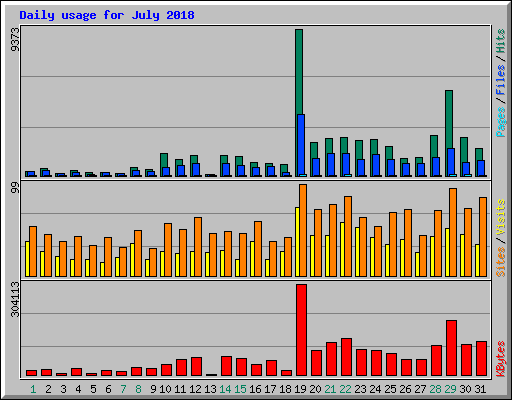 Daily usage for July 2018
9373
Pages / Files / Hits
99
Sites / Visits
304113
KBytes
1 2 3 4 5 6 7 8 9 10 11 12 13 14 15 16 17 18 19 20 21 22 23 24 25 26 27 28 29 30 31